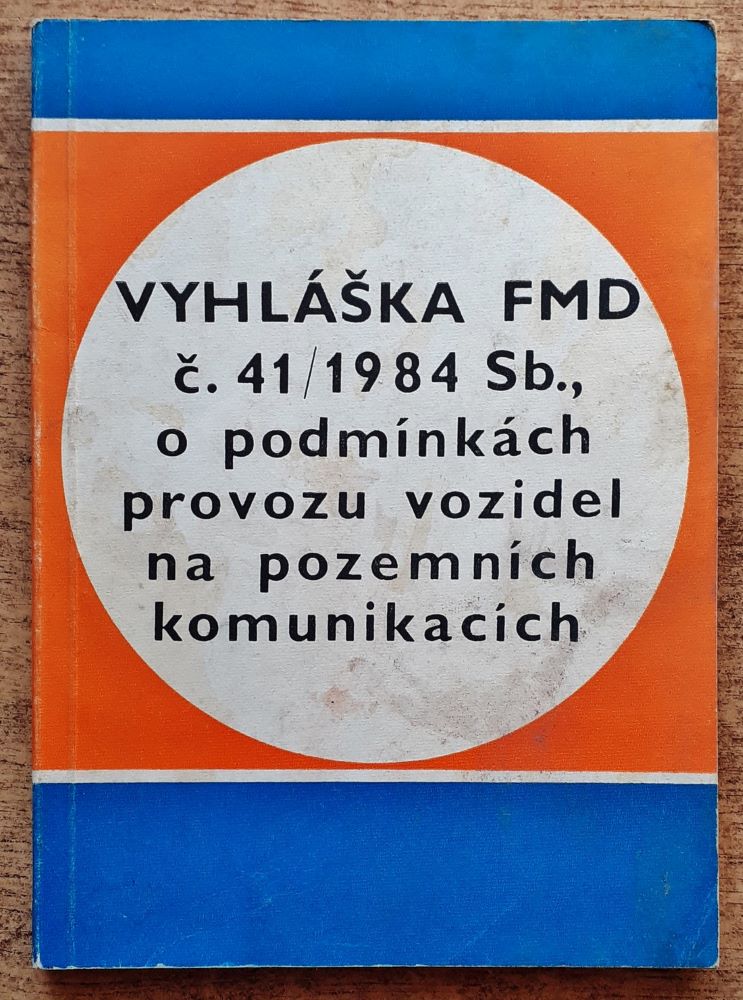 VYHLÁŠKA FMD
č. 41/1984 Sb.,
o podmínkách
provozu vozidel
na pozemních
komunikacích